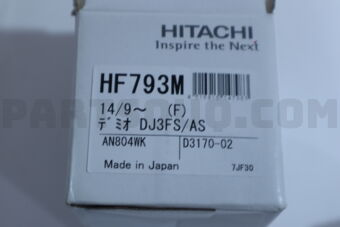 HITACHI
Inspire the Next
HF793M
14/9～ (F)
ﾃﾞﾐｵ DJ3FS/AS
AN804WK D3170-02
Made in Japan 7JF30